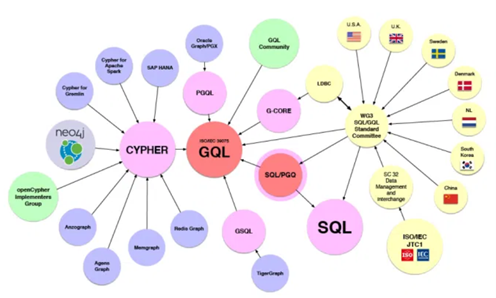 Oracle
Graph/PGX
GQL
Community
U.S.A.
U.K.
Sweden
Cypher for
Apache
Spark
SAP HANA
Cypher for
Gremlin
PGQL
G-CORE
LDBC
Denmark
WG3
SQL/GQL
Standard
Committee
NL
neo4j
CYPHER
ISO/IEC 39075
GQL
South
Korea
SQL/PGQ
SC 32
Data
Management
and
Interchange
China
openCypher
Implementers
Group
Anzograph
Agens
Graph
Memgraph
Redis Graph
GSQL
SQL
ISO/IEC
JTC1
ISO
IEC
TigerGraph